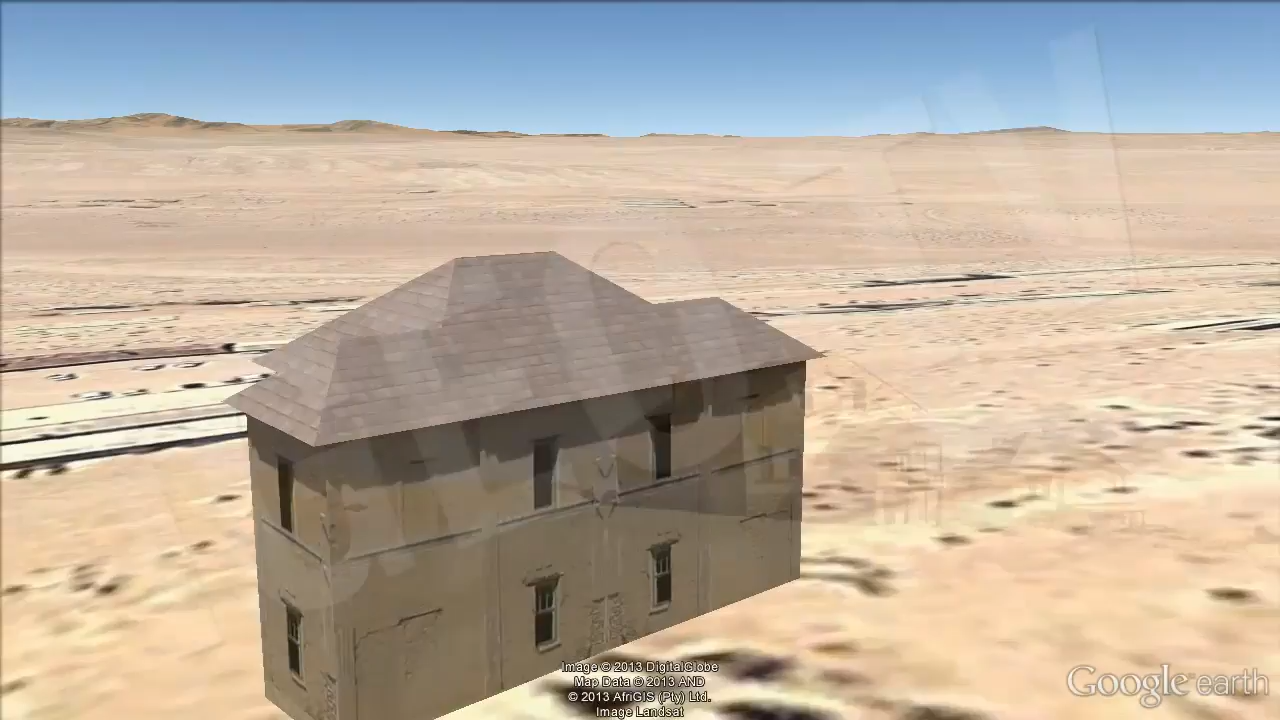 Image © 2013 DigitalGlobe
Map Data © 2013 AND
© 2013 AfriGIS (Pty) Ltd.
Image Landsat
Google earth